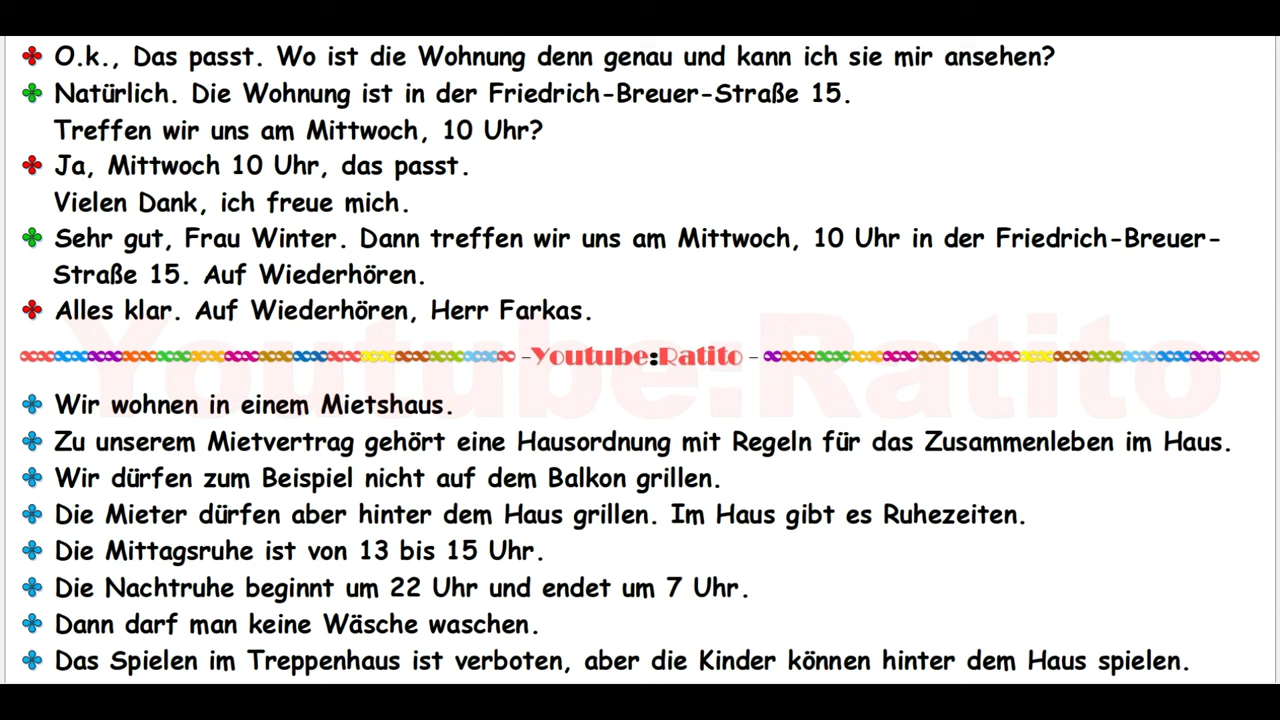 O.k., Das passt. Wo ist die Wohnung denn genau und kann ich sie mir ansehen?
Natürlich. Die Wohnung ist in der Friedrich-Breuer-Straße 15.
Treffen wir uns am Mittwoch, 10 Uhr?
Ja, Mittwoch 10 Uhr, das passt.
Vielen Dank, ich freue mich.
Sehr gut, Frau Winter. Dann treffen wir uns am Mittwoch, 10 Uhr in der Friedrich-Breuer-
Straße 15. Auf Wiederhören.
Alles klar. Auf Wiederhören, Herr Farkas.
–Youtube:Ratito –
Youtube:Ratito
Wir wohnen in einem Mietshaus.
Zu unserem Mietvertrag gehört eine Hausordnung mit Regeln für das Zusammenleben im Haus.
Wir dürfen zum Beispiel nicht auf dem Balkon grillen.
Die Mieter dürfen aber hinter dem Haus grillen. Im Haus gibt es Ruhezeiten.
Die Mittagsruhe ist von 13 bis 15 Uhr.
Die Nachtruhe beginnt um 22 Uhr und endet um 7 Uhr.
Dann darf man keine Wäsche waschen.
Das Spielen im Treppenhaus ist verboten, aber die Kinder können hinter dem Haus spielen.